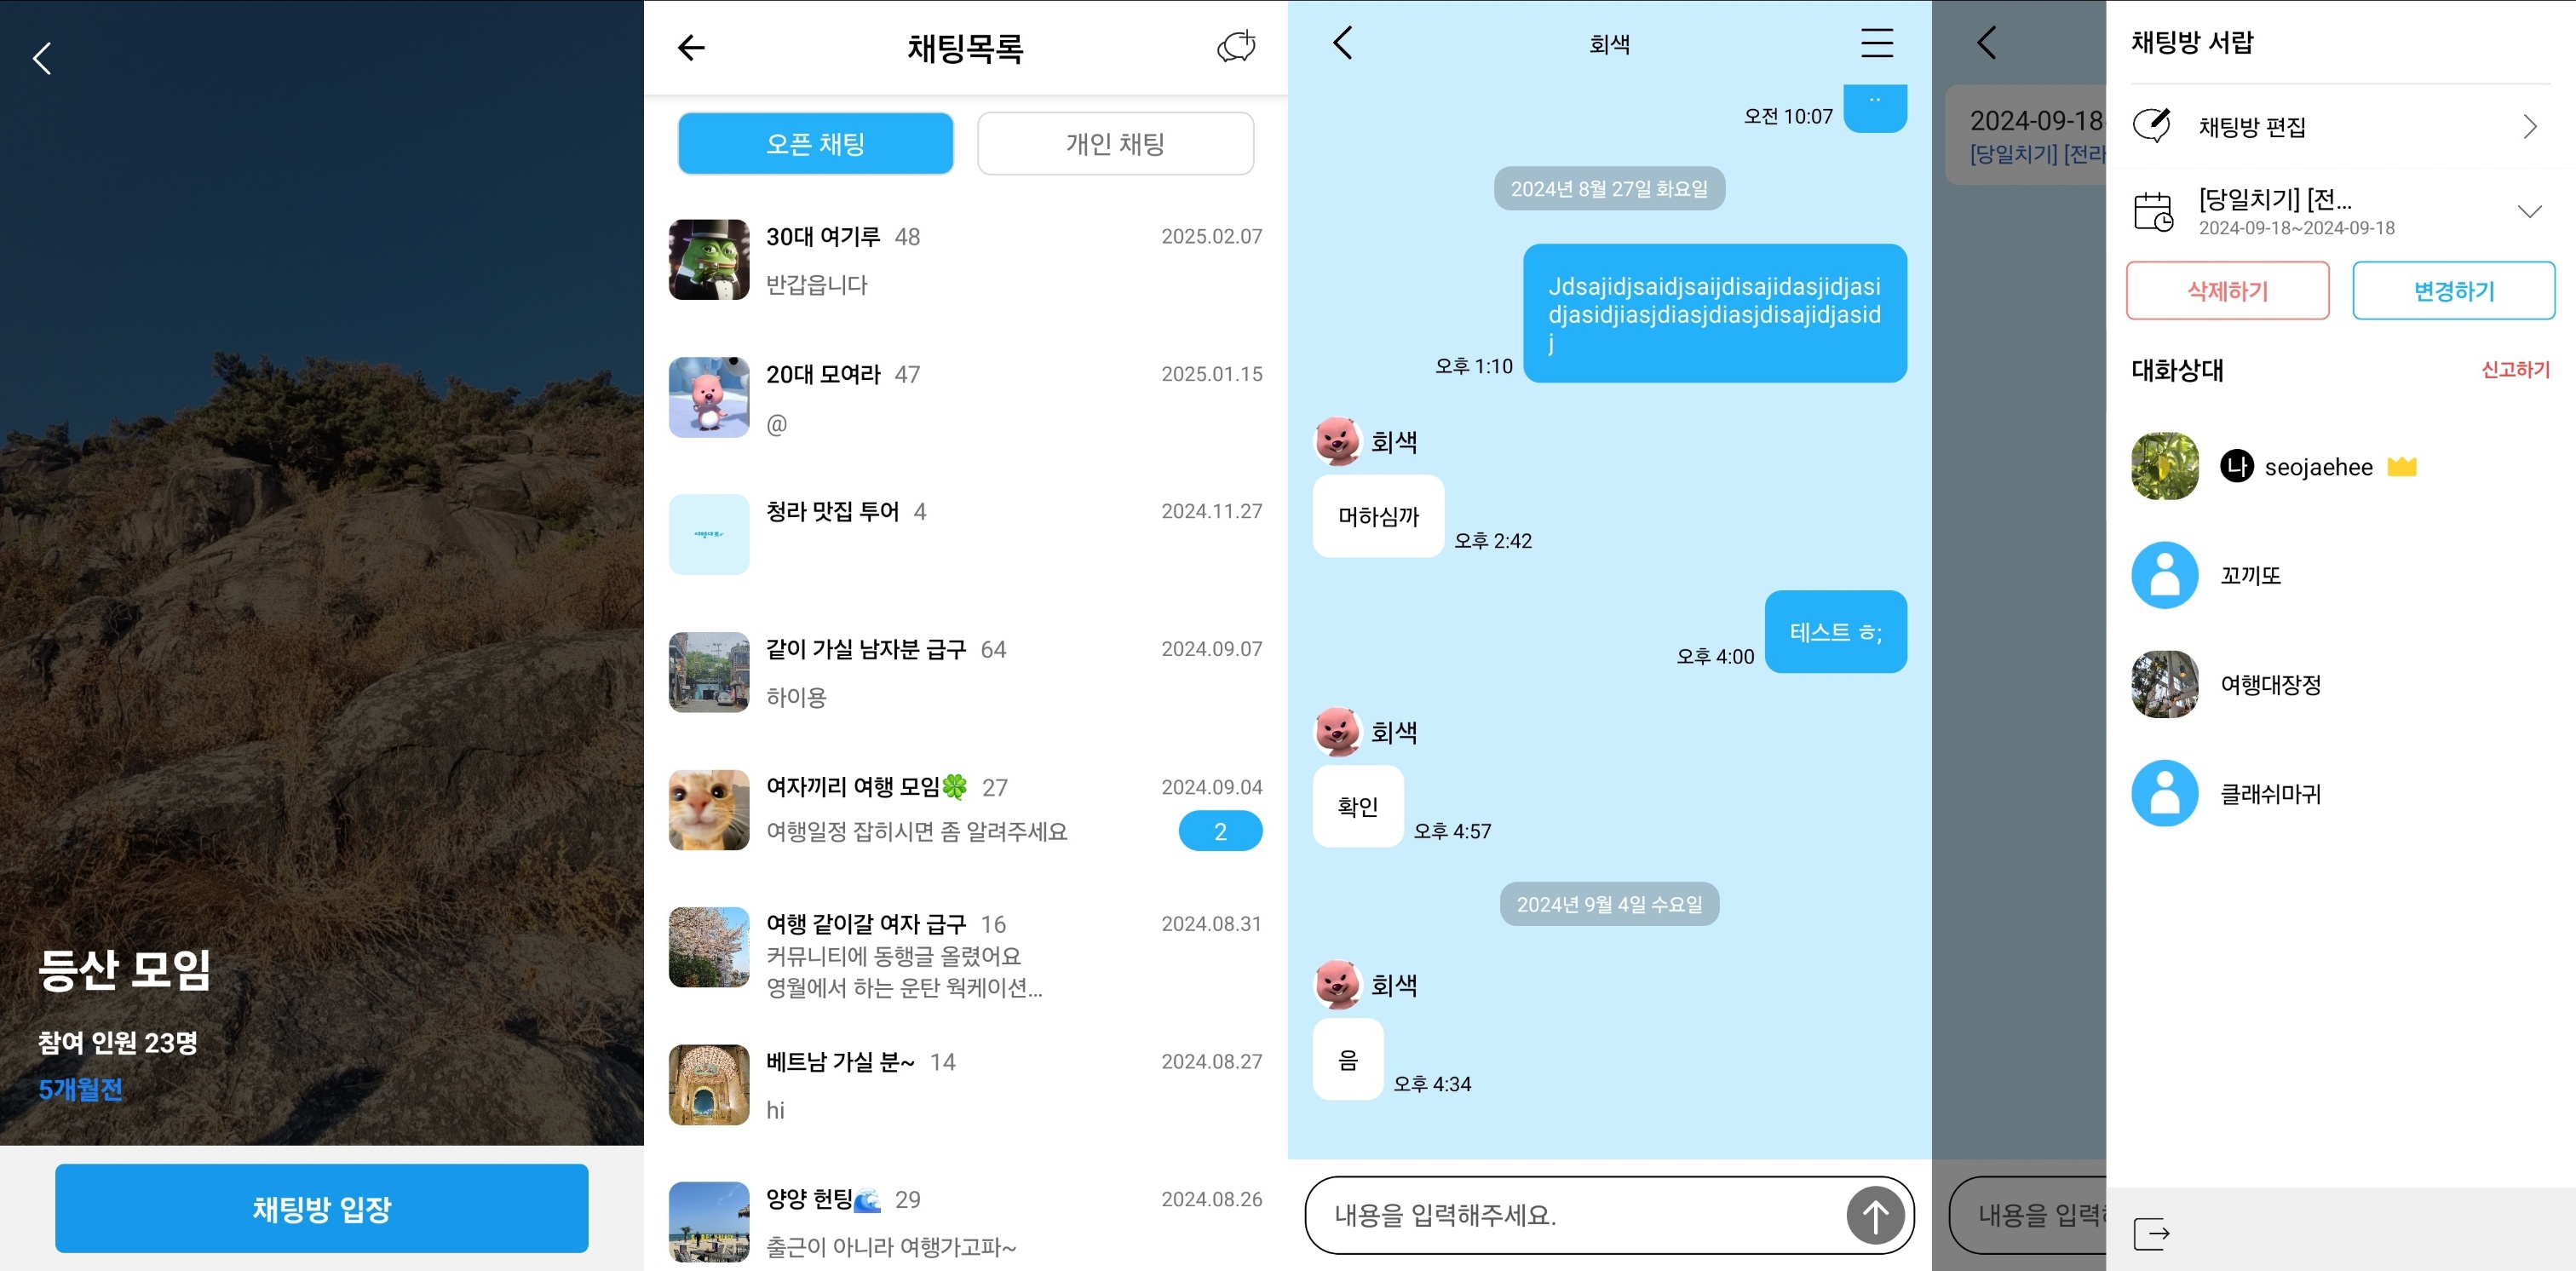 등산 모임
참여 인원 23명
5개월전
채팅방 입장
채팅목록
오픈 채팅
개인 채팅
30대 여기루 48
2025.02.07
반갑읍니다
20대 모여라 47
2025.01.15
@
청라 맛집 투어 4
2024.11.27
같이 가실 남자분 급구 64
2024.09.07
하이용
여자끼리 여행 모임🍀 27
2024.09.04
여행일정 잡히시면 좀 알려주세요
2
여행 같이갈 여자 급구 16
2024.08.31
커뮤니티에 동행글 올렸어요
영월에서 하는 운탄 웍케이션...
베트남 가실 분~ 14
2024.08.27
hi
양양 헌팅🌊 29
2024.08.26
출근이 아니라 여행가고파~
회색
..
오전 10:07
2024년 8월 27일 화요일
Jdsajidjsaidjsaijdisajidasjidjasi
djasidjiasjdiasjdiasjdisajidjasid
j
오후 1:10
회색
머하심까
오후 2:42
테스트 ㅎ;
오후 4:00
회색
확인
오후 4:57
2024년 9월 4일 수요일
회색
음
오후 4:34
내용을 입력해주세요.
2024-09-18
[당일치기] [전라
내용을 입력
채팅방 서랍
채팅방 편집
[당일치기] [전...
2024-09-18~2024-09-18
삭제하기
변경하기
대화상대
신고하기
나 seojaehee
꼬끼또
여행대장정
클래쉬마귀